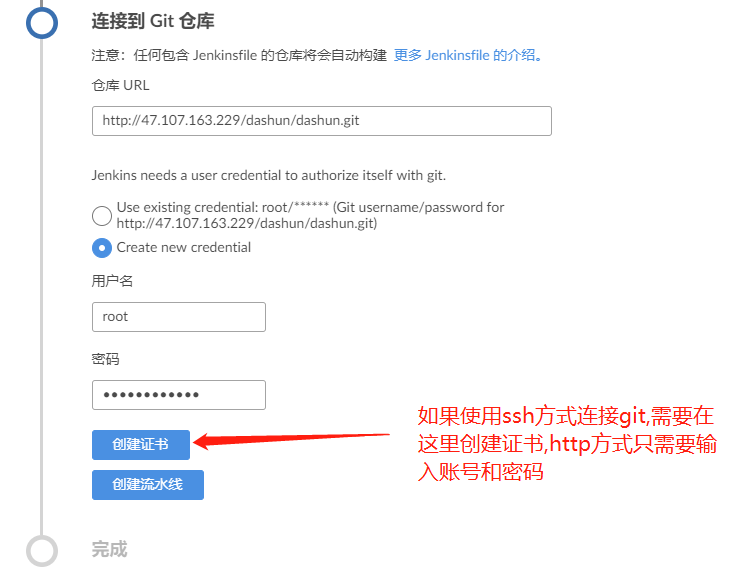 连接到 Git 仓库
注意：任何包含 Jenkinsfile 的仓库将会自动构建 更多 Jenkinsfile 的介绍。
仓库 URL
http://47.107.163.229/dashun/dashun.git
Jenkins needs a user credential to authorize itself with git.
Use existing credential: root/****** (Git username/password for
http://47.107.163.229/dashun/dashun.git)
Create new credential
用户名
root
密码
••••••••••••
创建证书
如果使用ssh方式连接git,需要在
这里创建证书,http方式只需要输
入账号和密码
创建流水线
完成